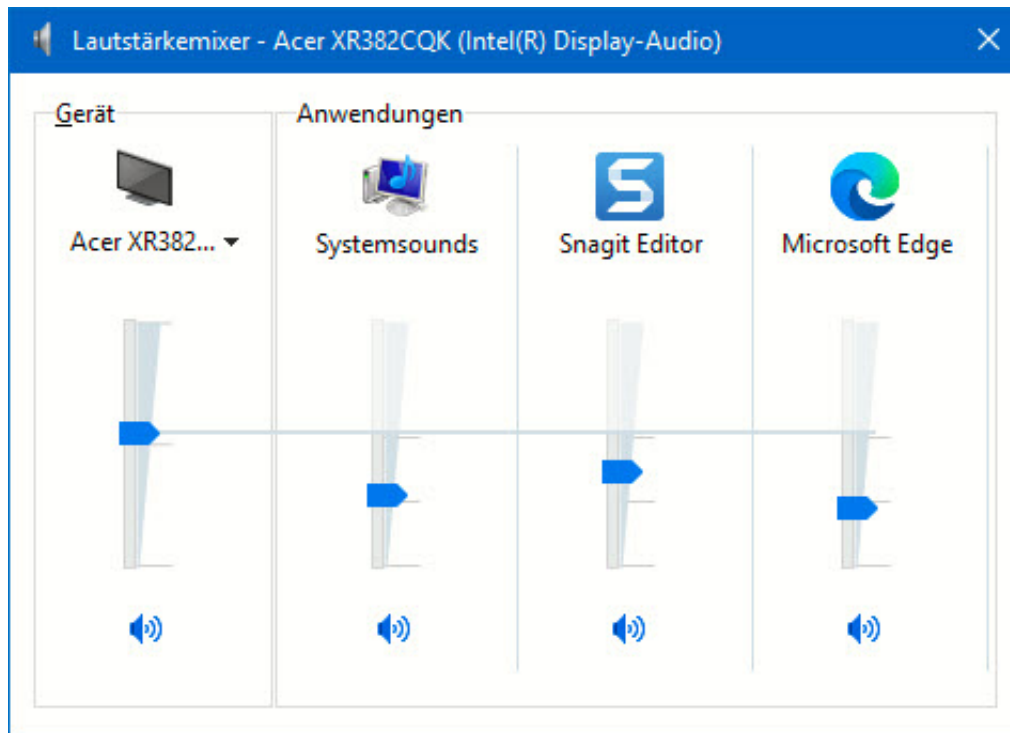 Lautstärkemixer - Acer XR382CQK (Intel(R) Display-Audio)
Gerät
Anwendungen
Acer XR382...
Systemsounds
Snagit Editor
Microsoft Edge